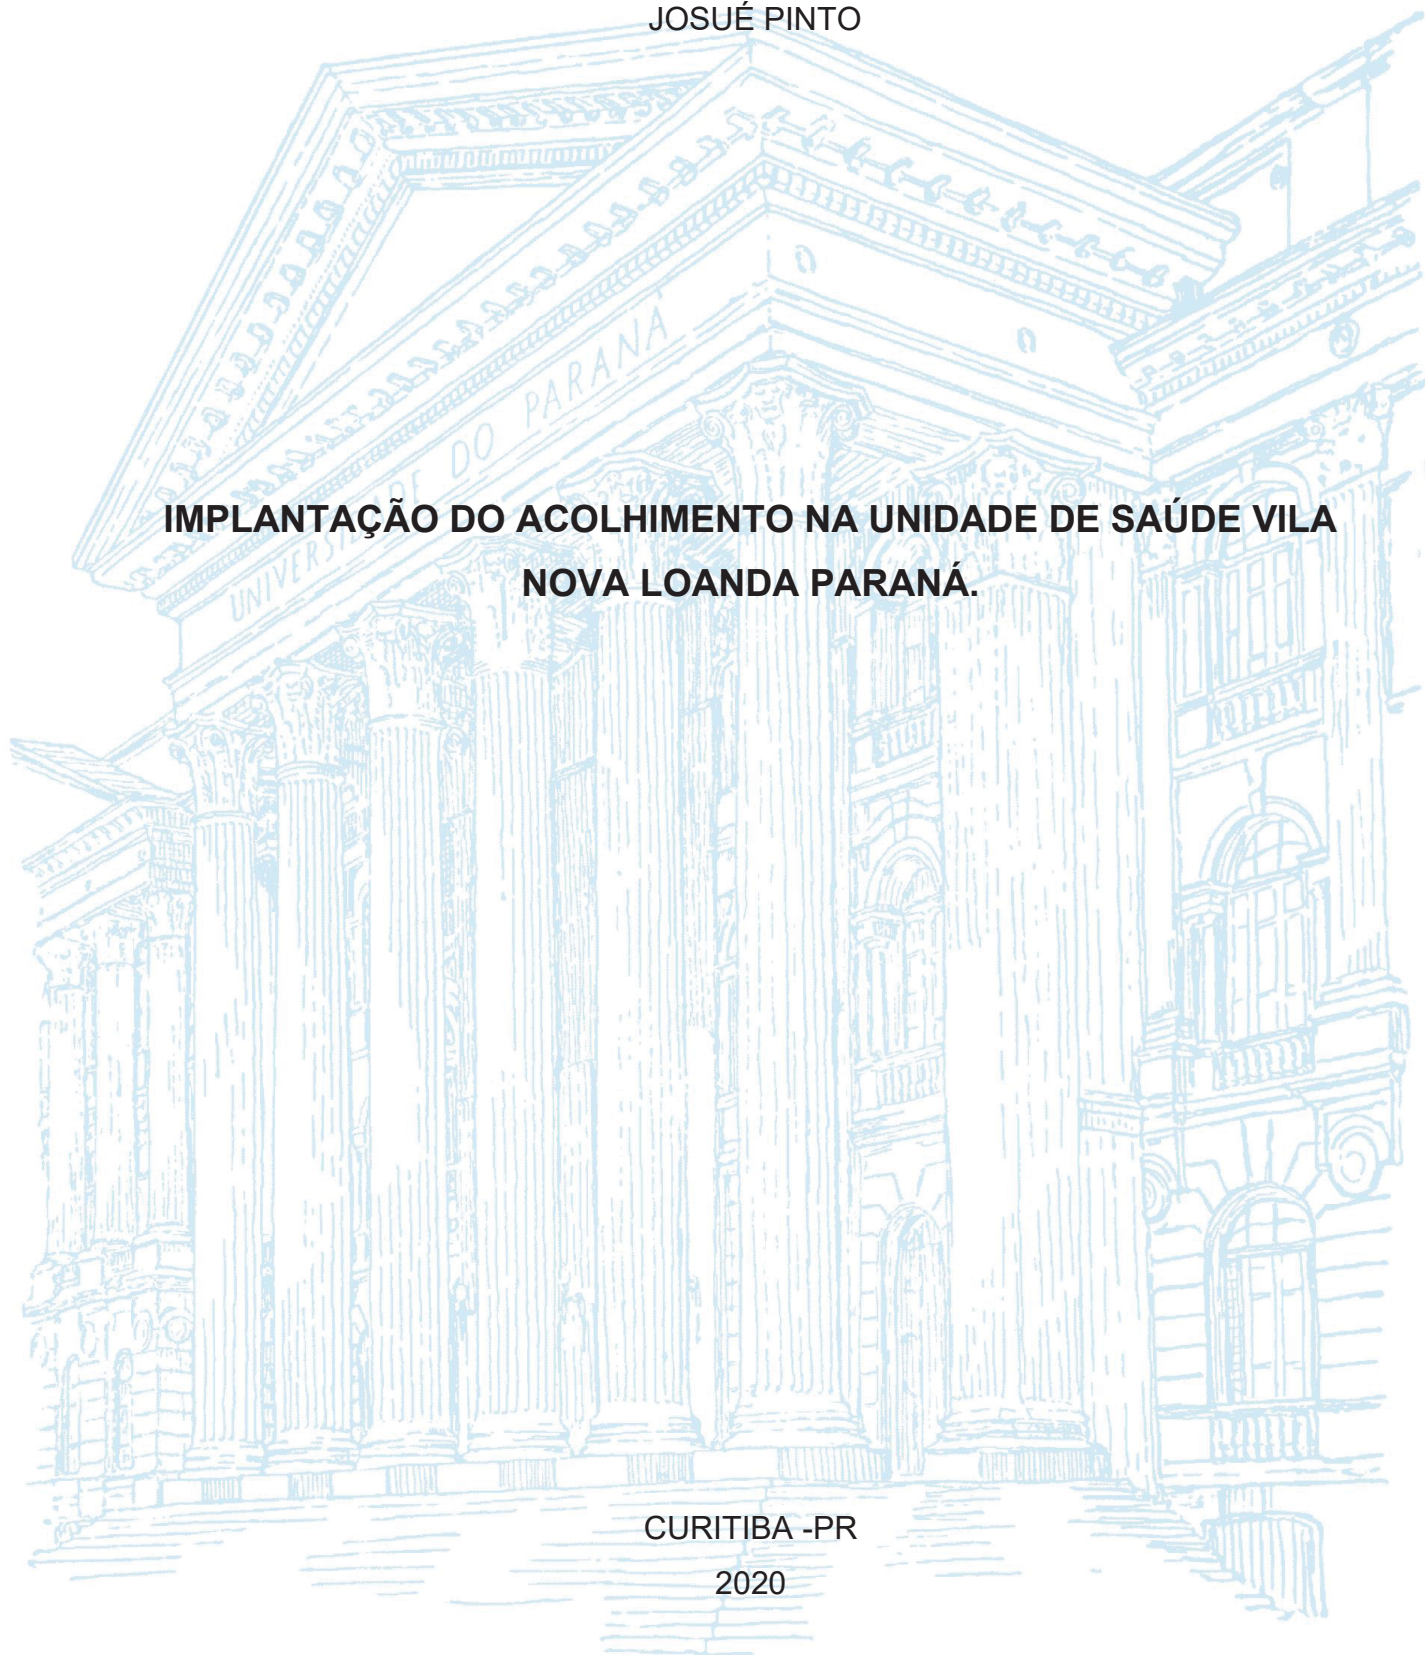 JOSUÉ PINTO
UNIVERSIDADE DO PARANÁ
IMPLANTAÇÃO DO ACOLHIMENTO NA UNIDADE DE SAÚDE VILA
NOVA LOANDA PARANÁ.
CURITIBA -PR
2020